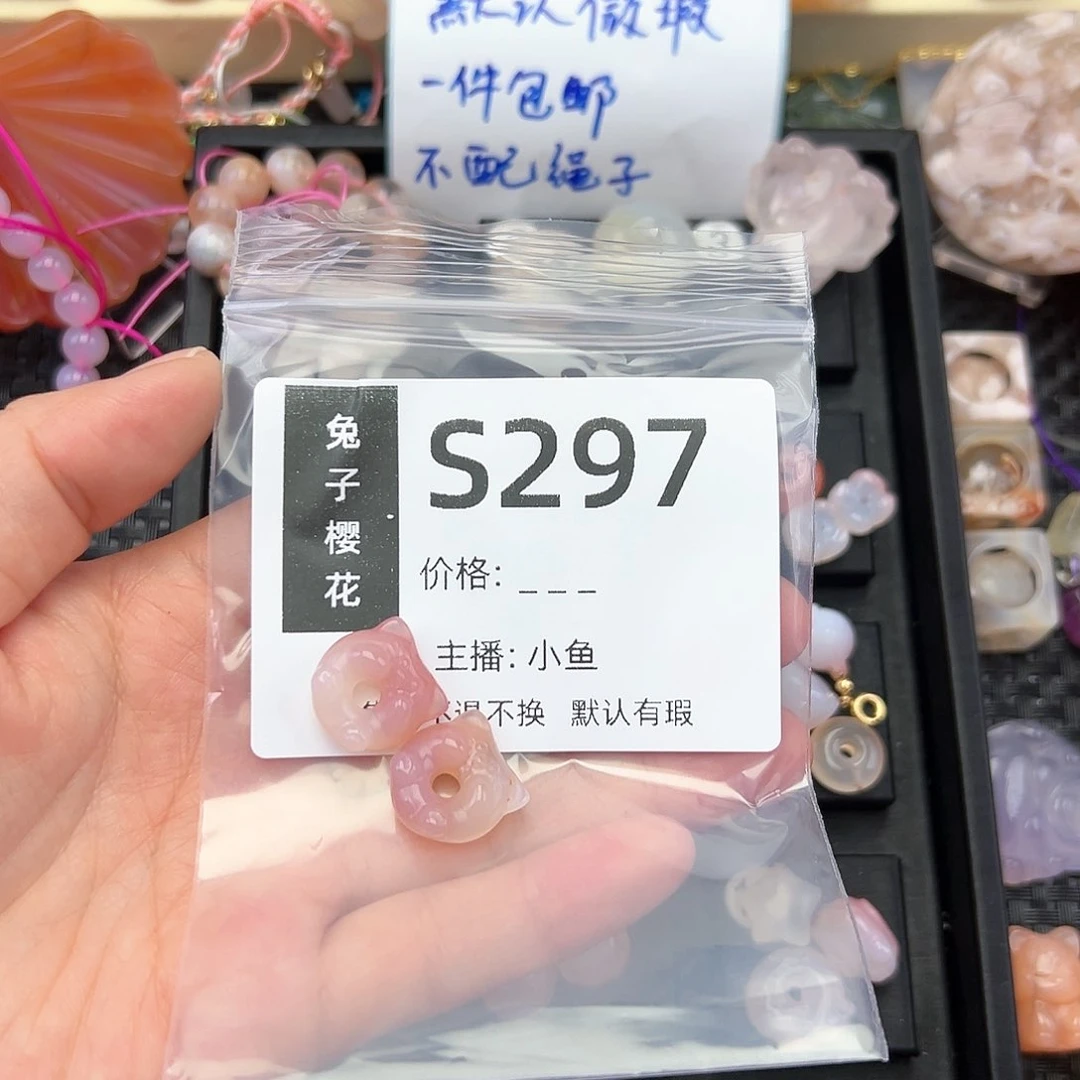 默认微瑕
一件包邮
不配绳子
兔子樱花
S297
价格: _ _ _
主播: 小鱼
不退不换 默认有瑕